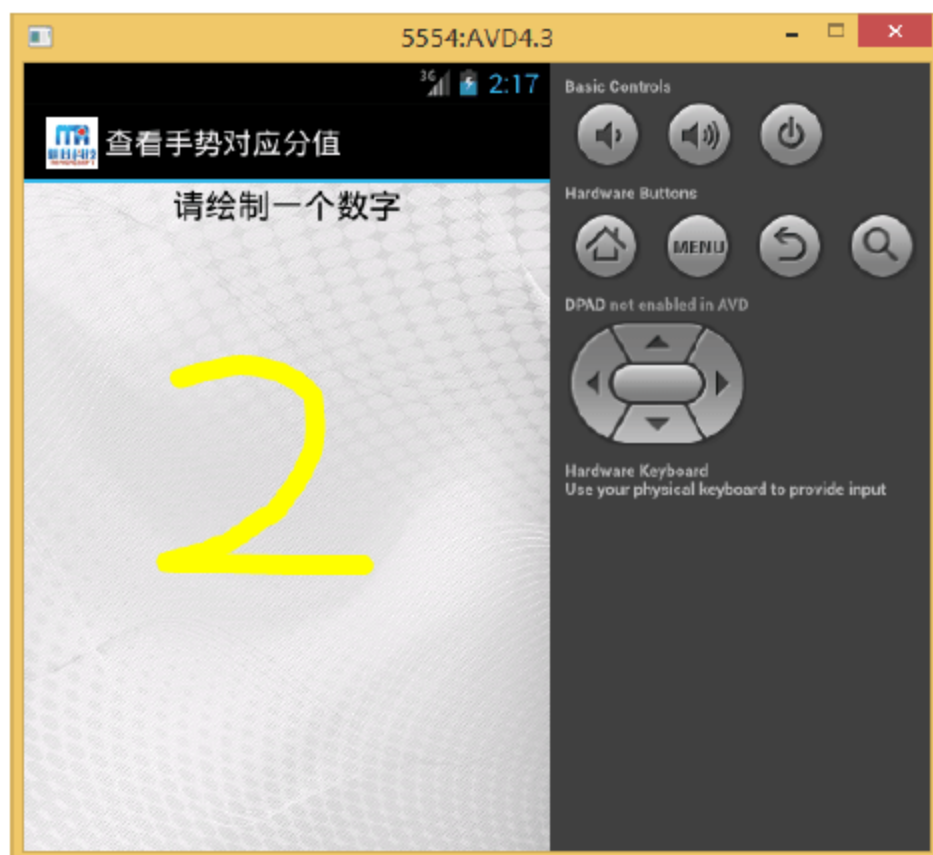 5554:AVD4.3
3G 2:17
查看手势对应分值
请绘制一个数字
2
Basic Controls
Hardware Buttons
MENU
DPAD not enabled in AVD
Hardware Keyboard
Use your physical keyboard to provide input